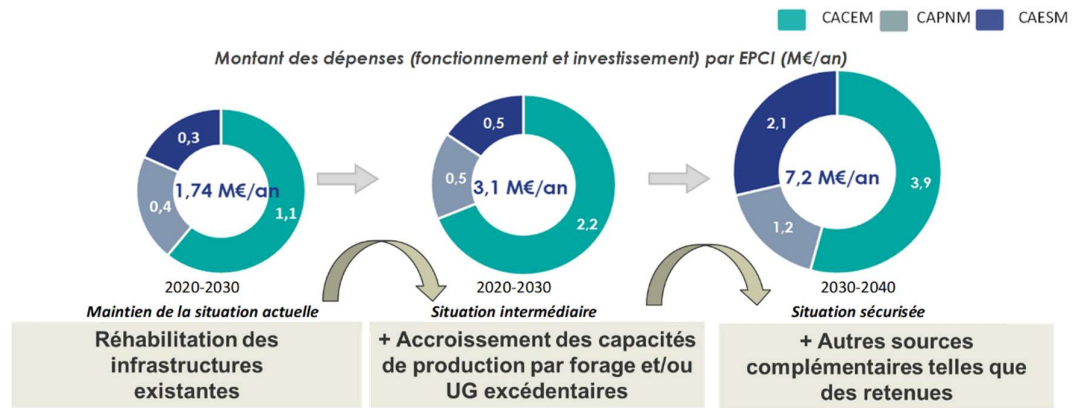 CACEM CAPNM CAESM
Montant des dépenses (fonctionnement et investissement) par EPCI (M€/an)
0,3
0,4
1,74 M€/an
1,1
0,5
0,5
3,1 M€/an
2,2
2,1
7,2 M€/an
3,9
1,2
2020-2030
Maintien de la situation actuelle
2020-2030
Situation intermédiaire
2030-2040
Situation sécurisée
Réhabilitation des
infrastructures
existantes
+ Accroissement des capacités
de production par forage et/ou
UG excédentaires
+ Autres sources
complémentaires telles que
des retenues